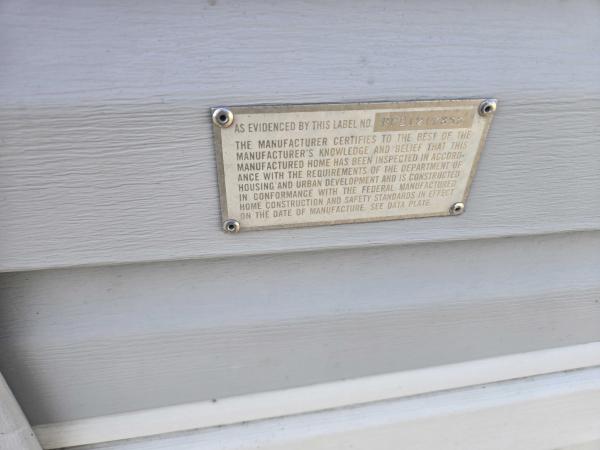 AS EVIDENCED BY THIS LABEL NO.
THE MANUFACTURER CERTIFIES TO THE BEST OF THE
MANUFACTURER'S KNOWLEDGE AND BELIEF THAT THIS
MANUFACTURED HOME HAS BEEN INSPECTED IN ACCORD-
ANCE WITH THE REQUIREMENTS OF THE DEPARTMENT OF
HOUSING AND URBAN DEVELOPMENT AND IS CONSTRUCTED
IN CONFORMANCE WITH THE FEDERAL MANUFACTURED
HOME CONSTRUCTION AND SAFETY STANDARDS IN EFFECT
ON THE DATE OF MANUFACTURE. SEE DATA PLATE.